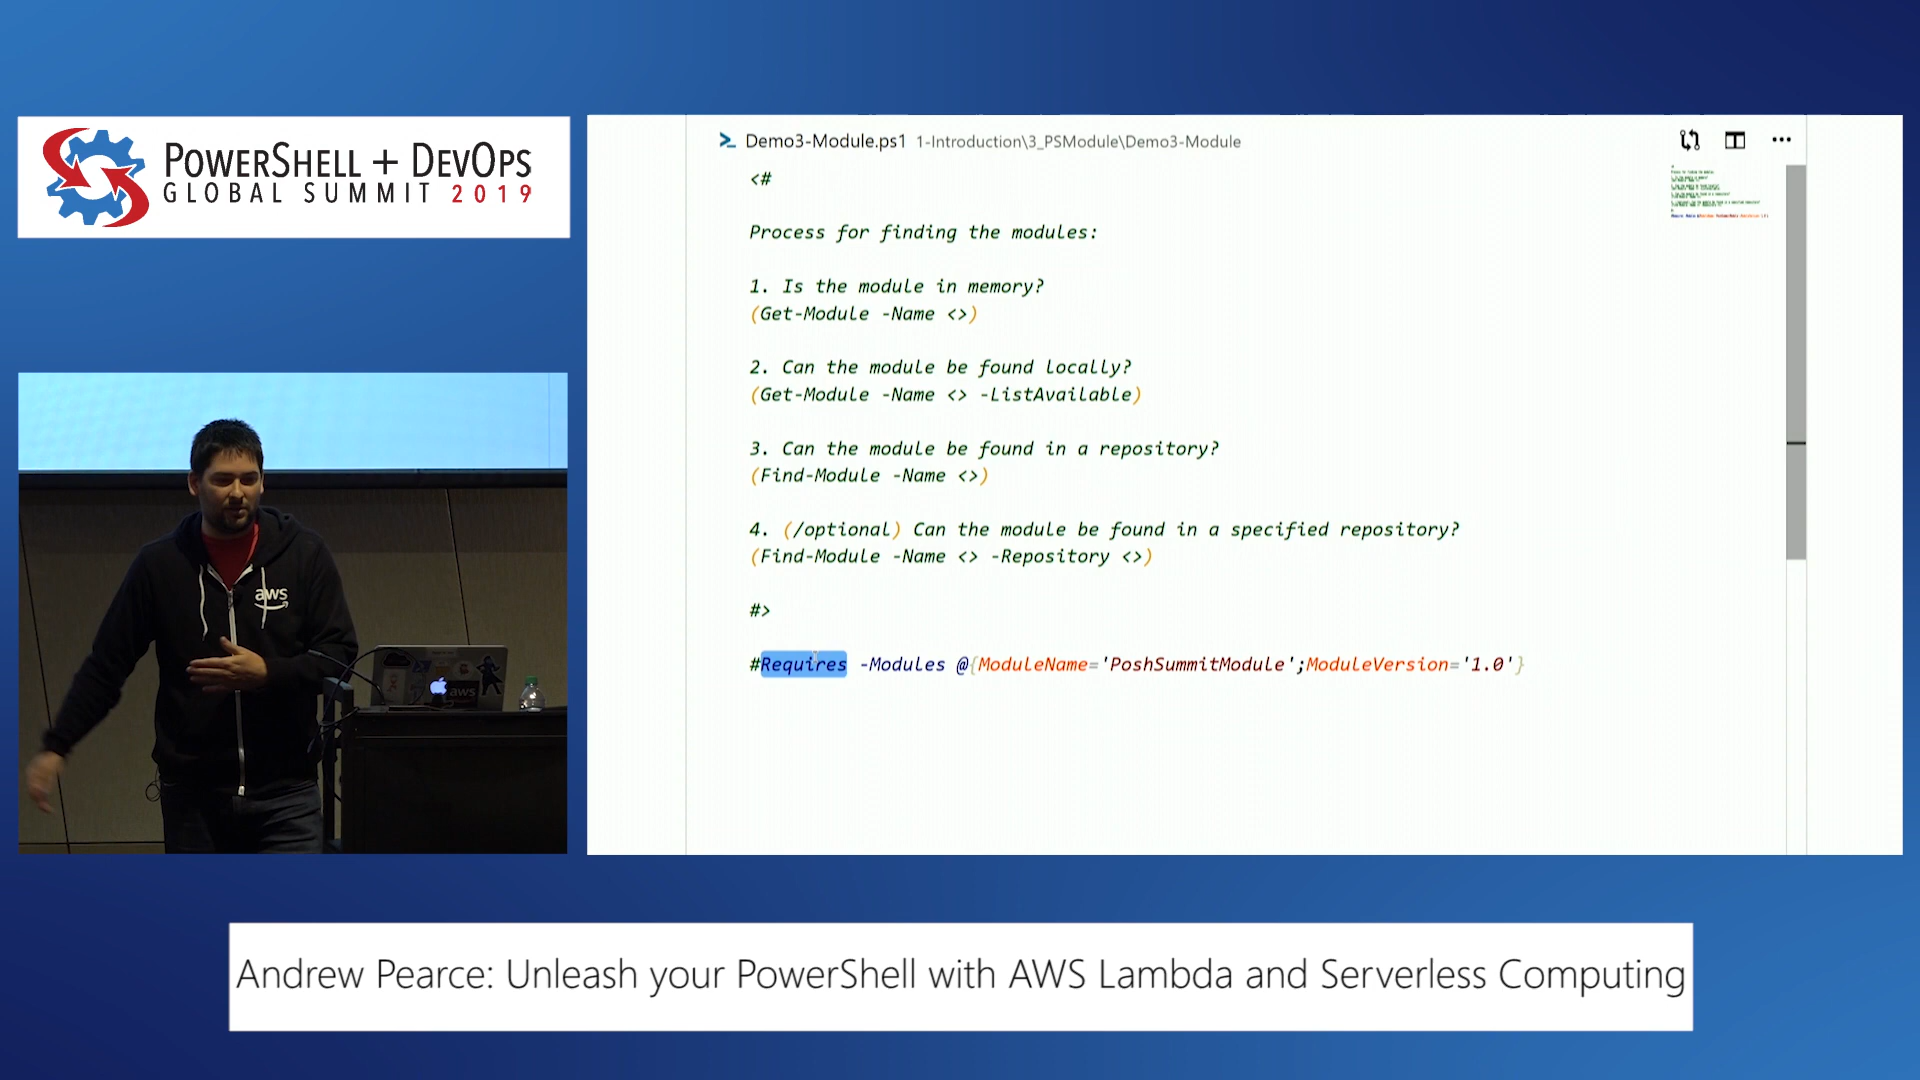 POWERSHELL + DEVOPS
GLOBAL SUMMIT 2019
aws
aws
Demo3-Module.ps1 1-Introduction\3_PSModule\Demo3-Module
<#
Process for finding the modules:
1. Is the module in memory?
(Get-Module -Name <>)
2. Can the module be found locally?
(Get-Module -Name <> -ListAvailable)
3. Can the module be found in a repository?
(Find-Module -Name <>)
4. (/optional) Can the module be found in a specified repository?
(Find-Module -Name <> -Repository <>)
#>
#Requires -Modules @{ModuleName='PoshSummitModule';ModuleVersion='1.0'}
Andrew Pearce: Unleash your PowerShell with AWS Lambda and Serverless Computing